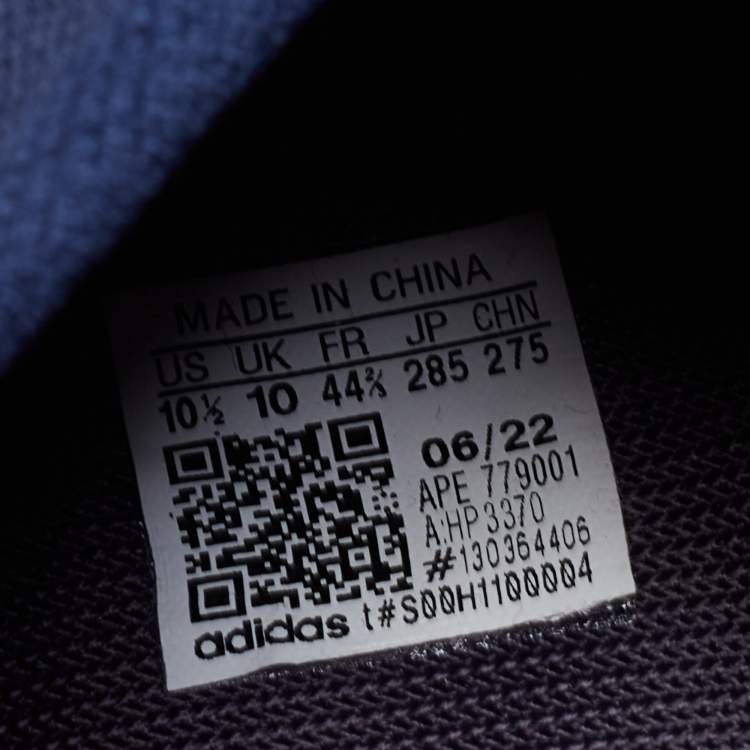 MADE IN CHINA
US UK FR JP CHN
10½ 10 44⅔ 285 275
06/22
APE 779001
A:HP3370
#130364406
adidas t#S00H1100004